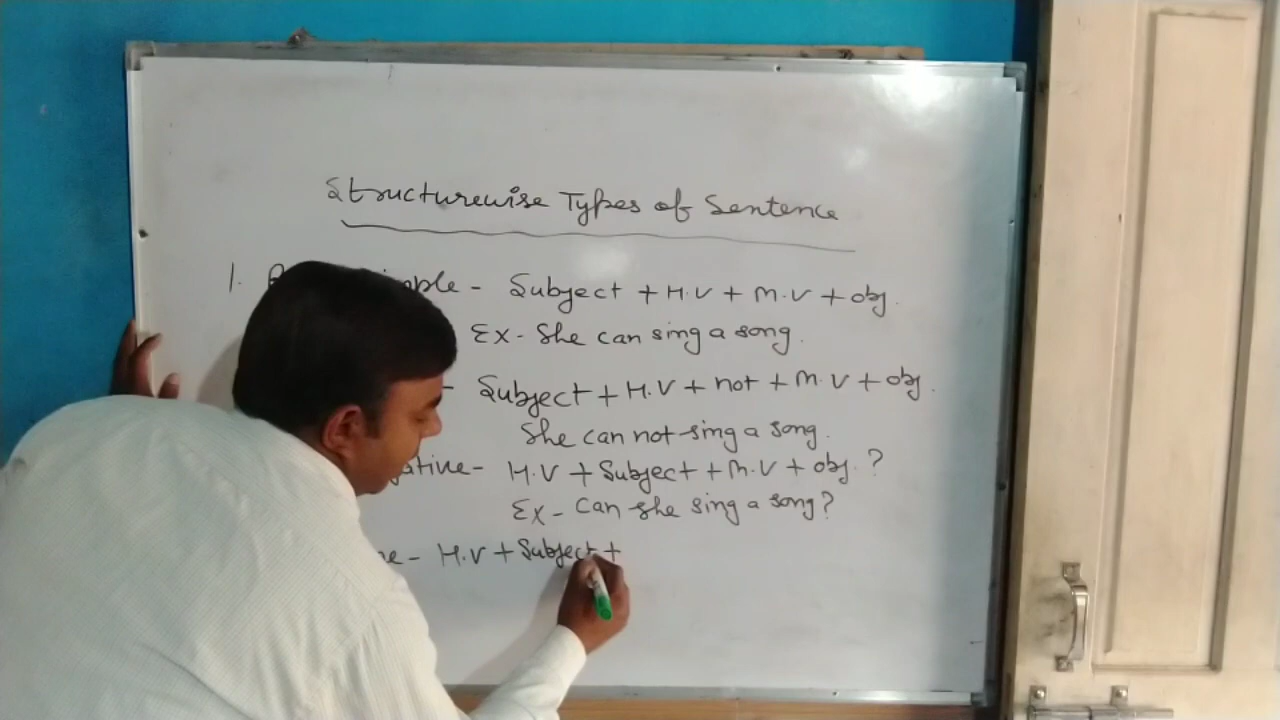 Structurewise Types of Sentence
1. - Subject + H.V + M.V + obj.
Ex- She can sing a song.
- Subject + H.V + not + M.V + obj.
She can not sing a song.
- H.V + Subject + M.V + obj. ?
Ex- Can she sing a song?
- H.V + Subject +